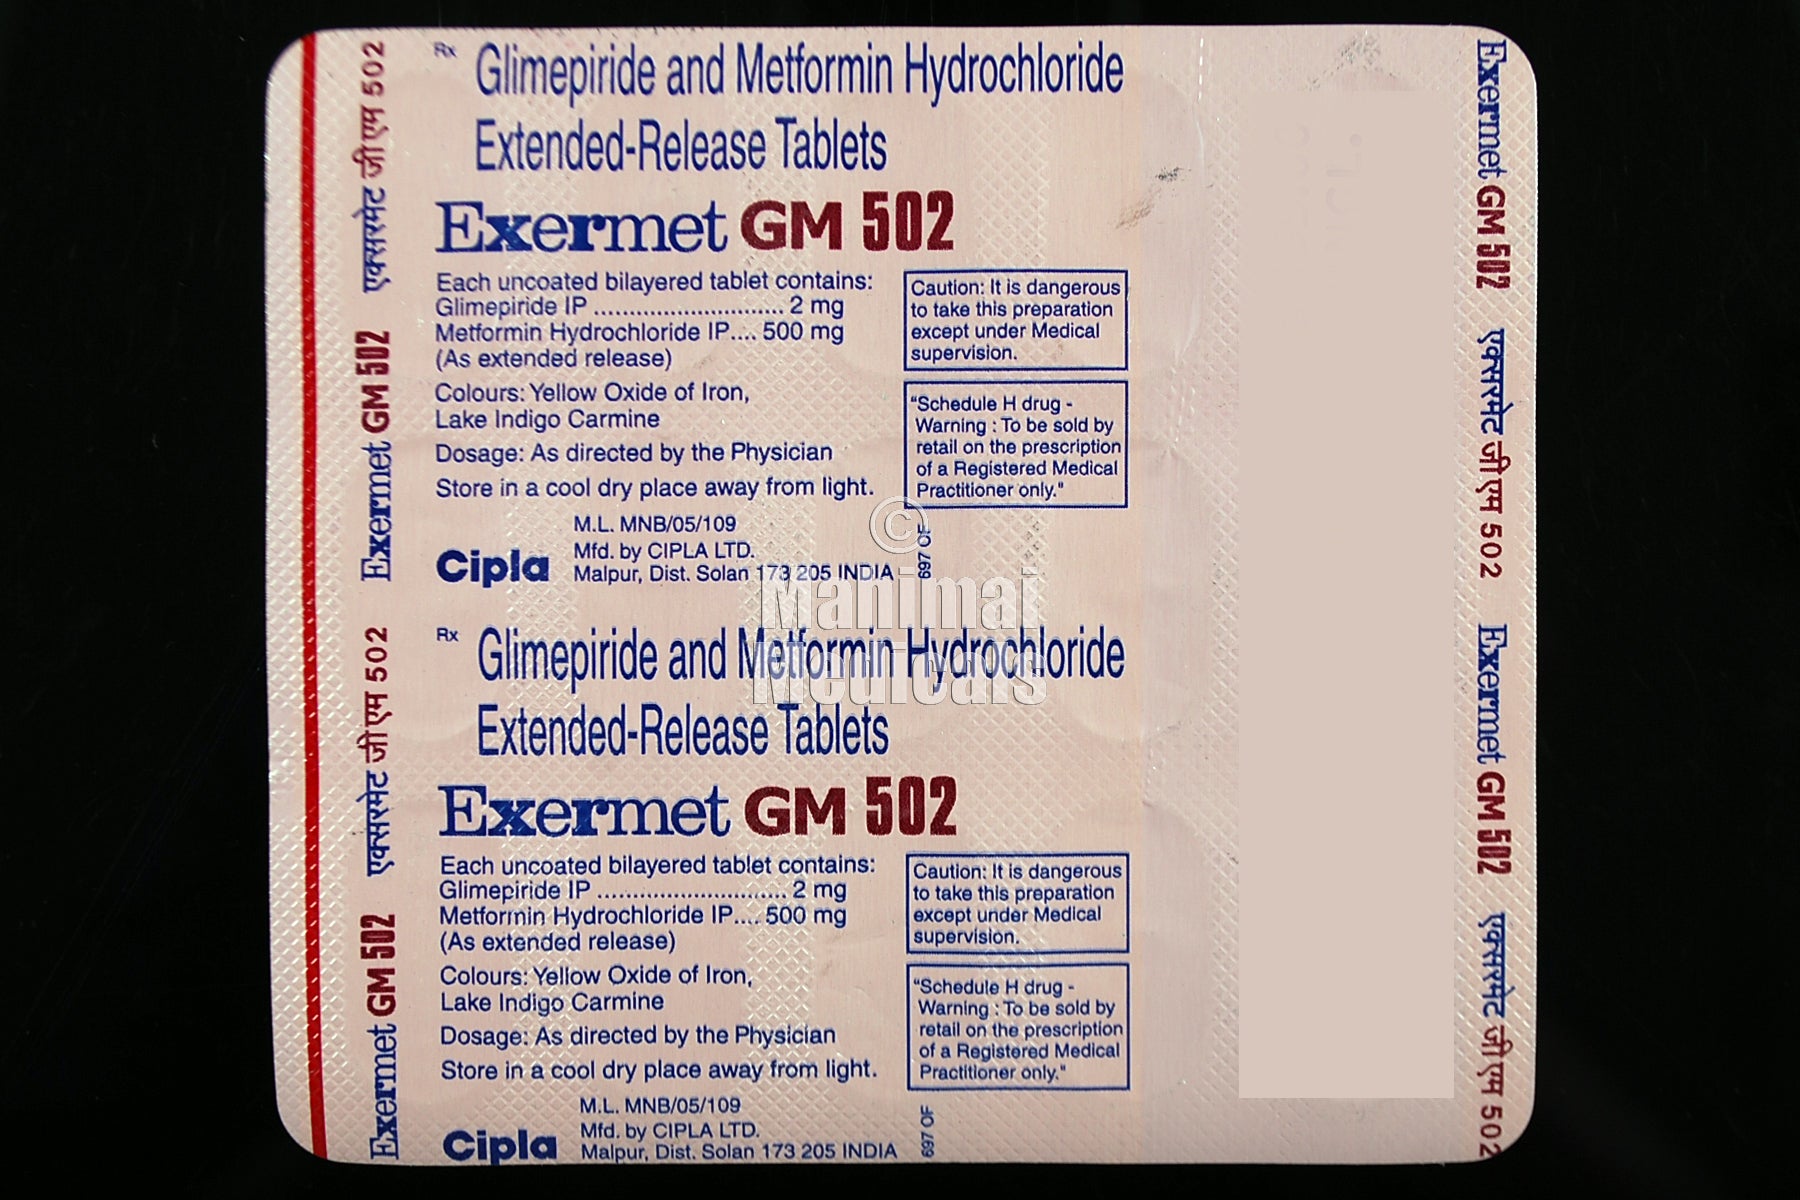 Rx Glimepiride and Metformin Hydrochloride
Extended-Release Tablets
Exermet GM 502
Each uncoated bilayered tablet contains:
Glimepiride IP ............................ 2 mg
Metformin Hydrochloride IP.... 500 mg
(As extended release)
Colours: Yellow Oxide of Iron,
Lake Indigo Carmine
Dosage: As directed by the Physician
Store in a cool dry place away from light.
Caution: It is dangerous
to take this preparation
except under Medical
supervision.
"Schedule H drug -
Warning : To be sold by
retail on the prescription
of a Registered Medical
Practitioner only."
M.L. MNB/05/109
Cipla
Mfd. by CIPLA LTD.
Malpur, Dist. Solan 173 205 INDIA
697 OF
Rx Glimepiride and Metformin Hydrochloride
Extended-Release Tablets
Exermet GM 502
Each uncoated bilayered tablet contains:
Glimepiride IP ............................ 2 mg
Metformin Hydrochloride IP.... 500 mg
(As extended release)
Colours: Yellow Oxide of Iron,
Lake Indigo Carmine
Dosage: As directed by the Physician
Store in a cool dry place away from light.
Caution: It is dangerous
to take this preparation
except under Medical
supervision.
"Schedule H drug -
Warning : To be sold by
retail on the prescription
of a Registered Medical
Practitioner only."
M.L. MNB/05/109
Cipla
Mfd. by CIPLA LTD.
Malpur, Dist. Solan 173 205 INDIA
697 OF
Exermet GM 502 एक्सरमेट जी एम 502 Exermet GM 502 एक्सरमेट जी एम 502
Exermet GM 502 एक्सरमेट जी एम 502 Exermet GM 502 एक्सरमेट जी एम 502
©
Manimai
Medicals